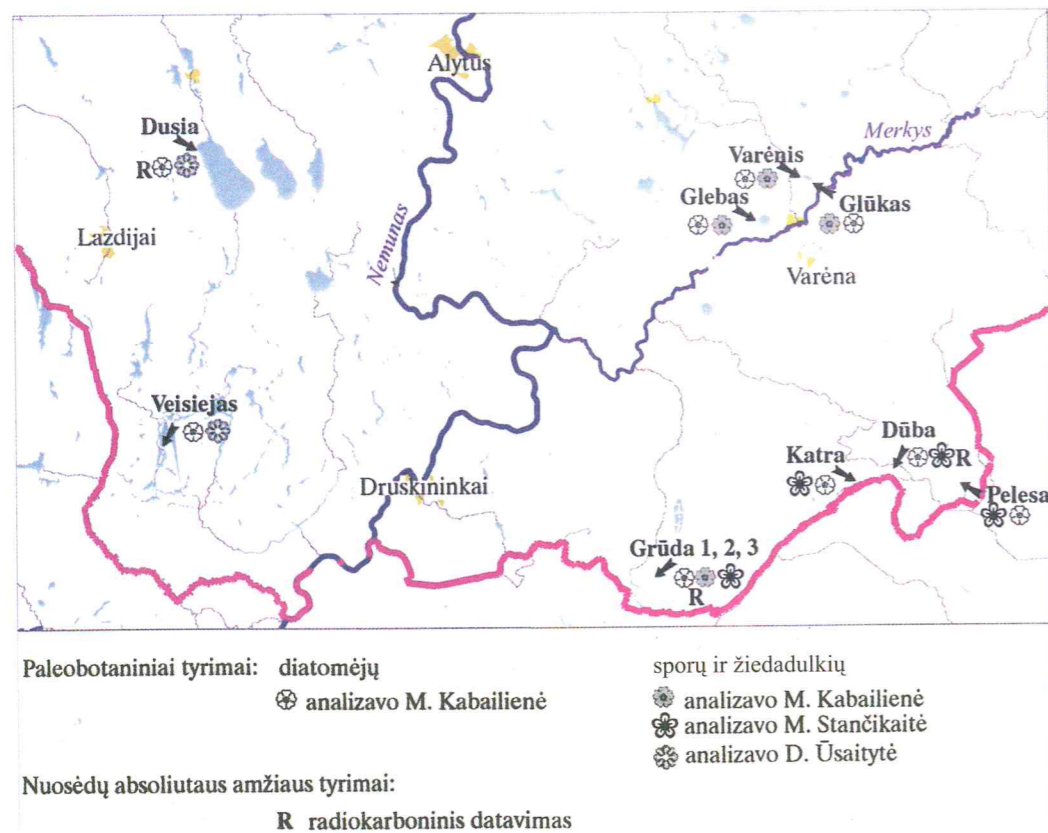 Alytus
Dusia
R
Merkys
Varėnis
Glebas
Glūkas
Lazdijai
Nemunas
Varėna
Veisiejas
Dūba
R
Katra
Pelesa
Druskininkai
Grūda 1, 2, 3
R
Paleobotaniniai tyrimai: diatomėjų
analizavo M. Kabailienė
sporų ir žiedadulkių
analizavo M. Kabailienė
analizavo M. Stančikaitė
analizavo D. Ūsaitytė
Nuosėdų absoliutaus amžiaus tyrimai:
R radiokarboninis datavimas